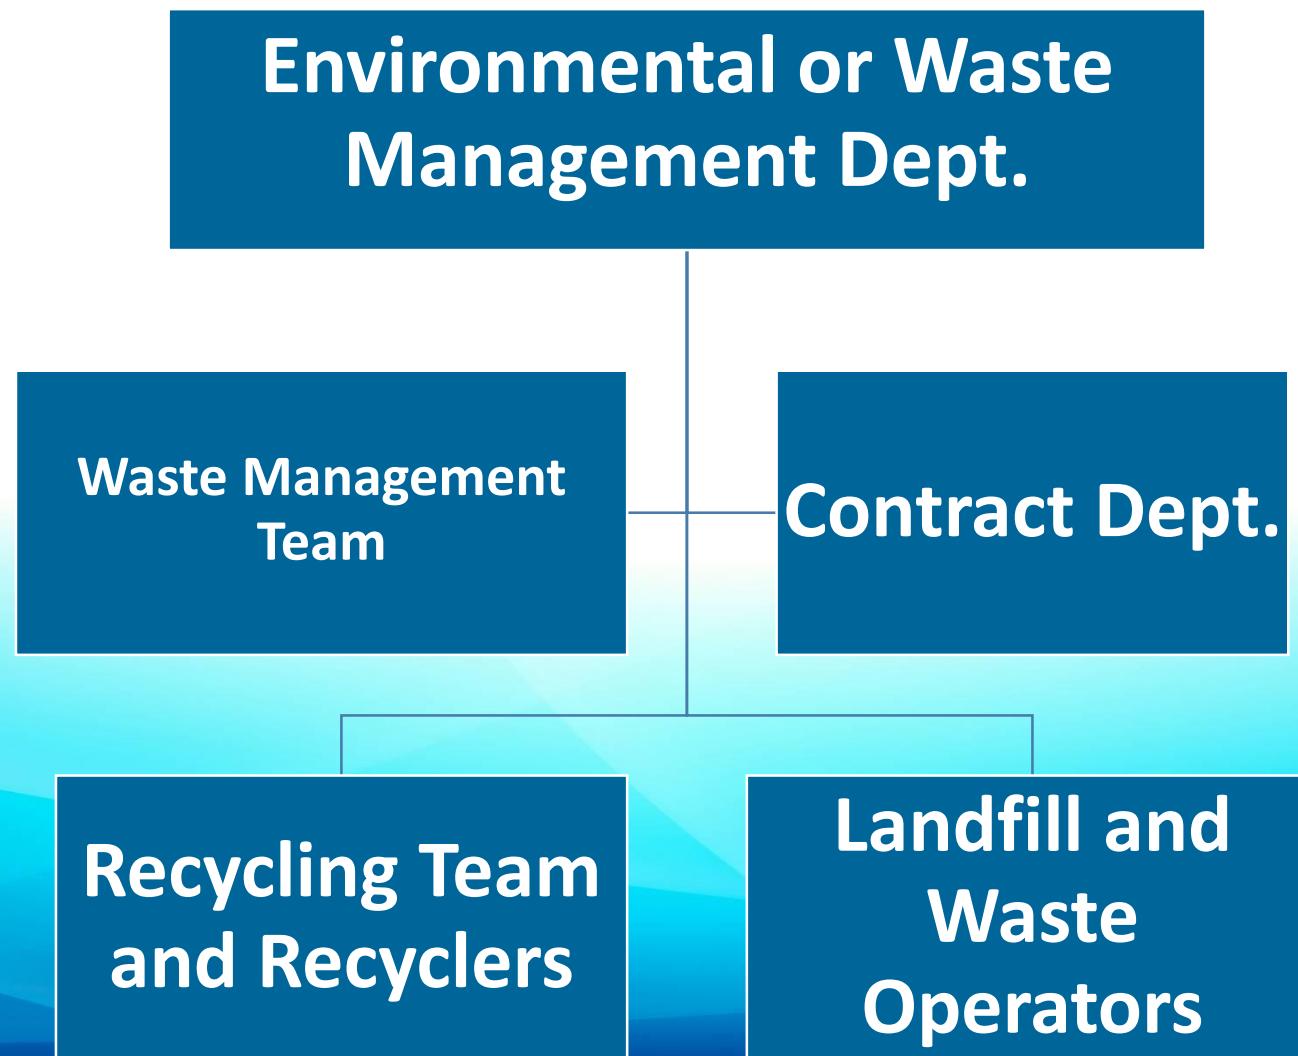 Environmental or Waste
Management Dept.
Waste Management
Team
Contract Dept.
Recycling Team
and Recyclers
Landfill and
Waste
Operators